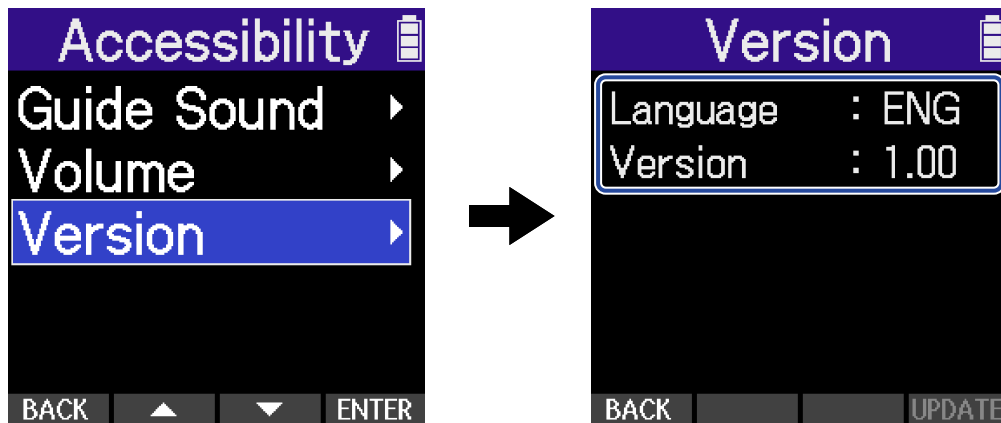 Accessibility
Guide Sound
Volume
Version
BACK ENTER
Version
Language : ENG
Version : 1.00
BACK UPDATE